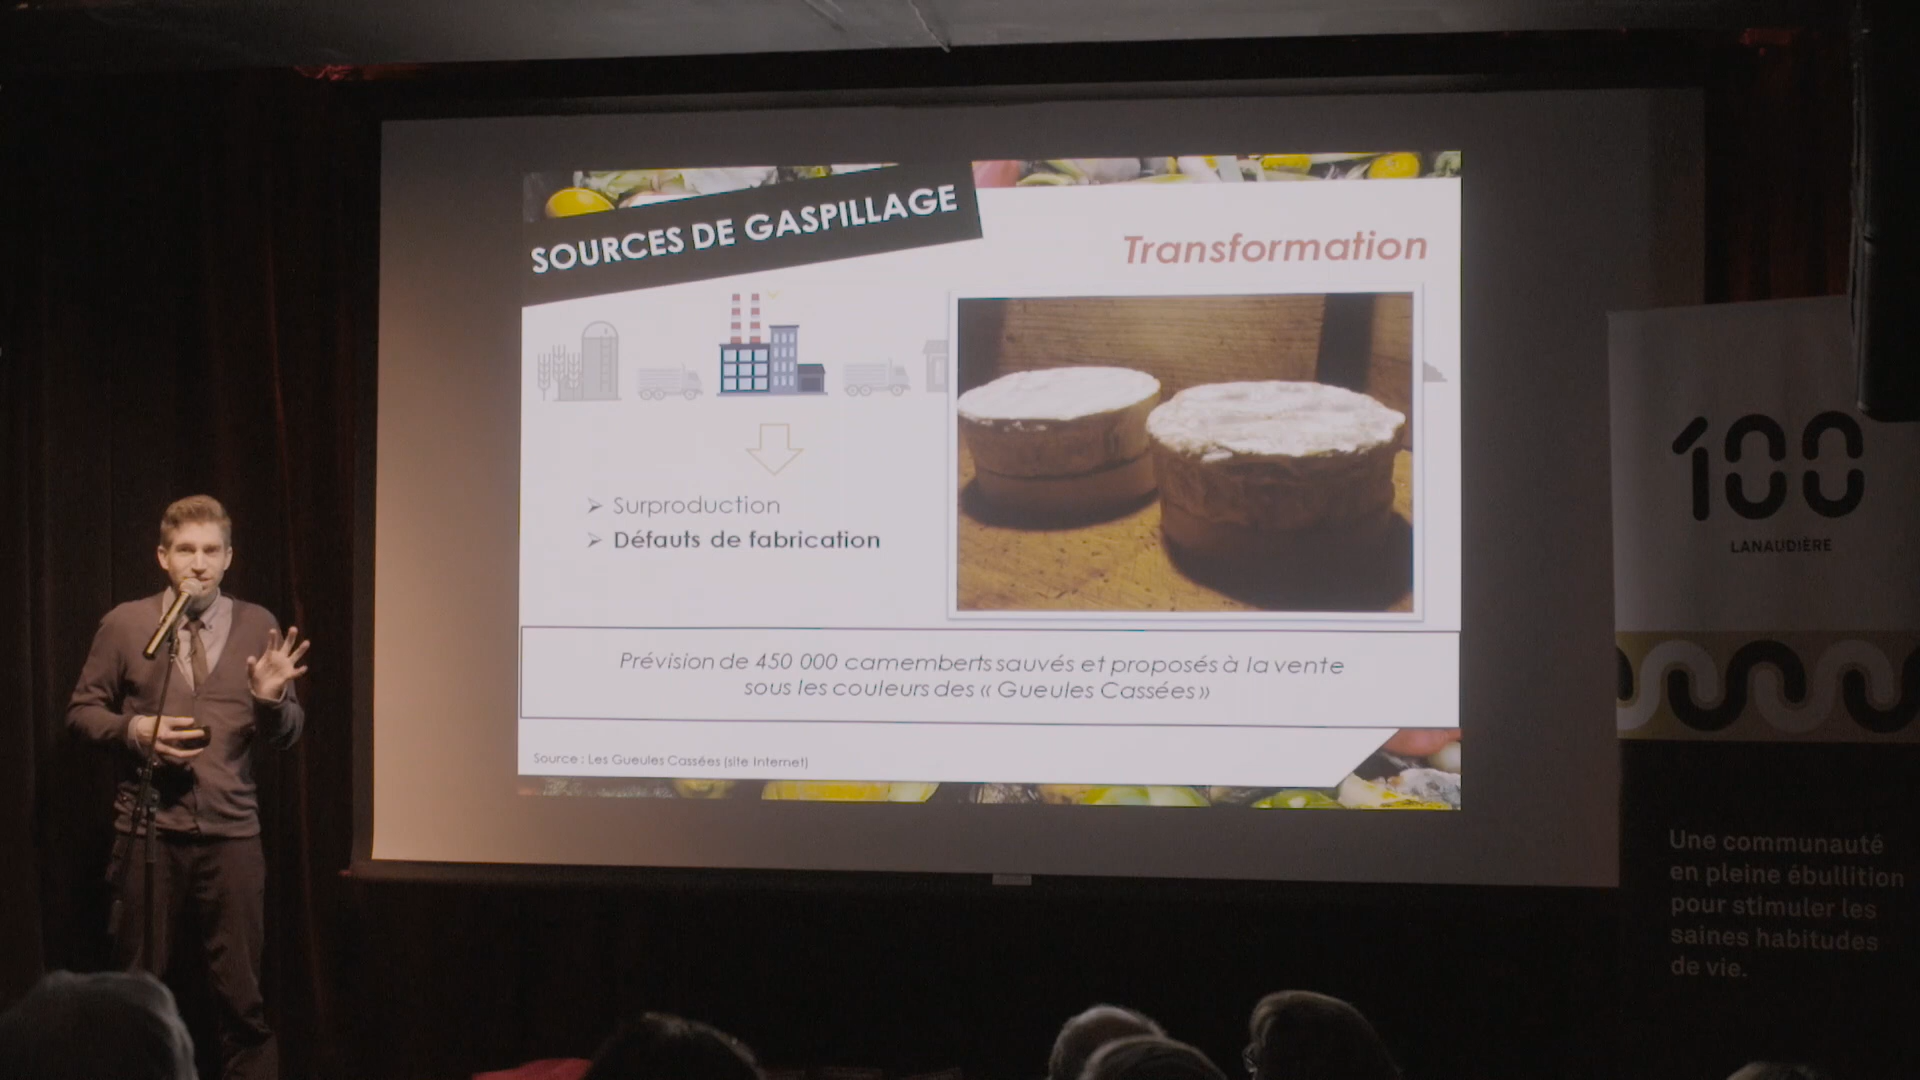 SOURCES DE GASPILLAGE
Transformation
Surproduction
Défauts de fabrication
Prévision de 450 000 camemberts sauvés et proposés à la vente
sous les couleurs des « Gueules Cassées »
Source : Les Gueules Cassées (site Internet)
100
LANAUDIÈRE
Une communauté
en pleine ébullition
pour stimuler les
saines habitudes
de vie.